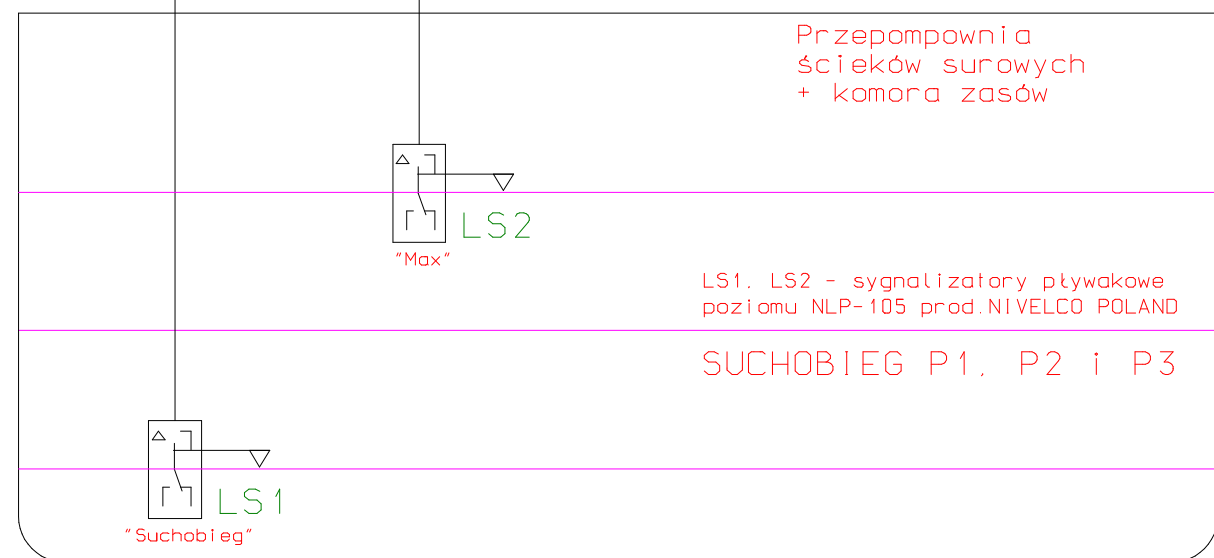 Przepompownia
ścieków surowych
+ komora zasów
LS2
"Max"
LS1, LS2 - sygnalizatory pływakowe
poziomu NLP-105 prod.NIVELCO POLAND
SUCHOBIEG P1, P2 i P3
LS1
"Suchobieg"